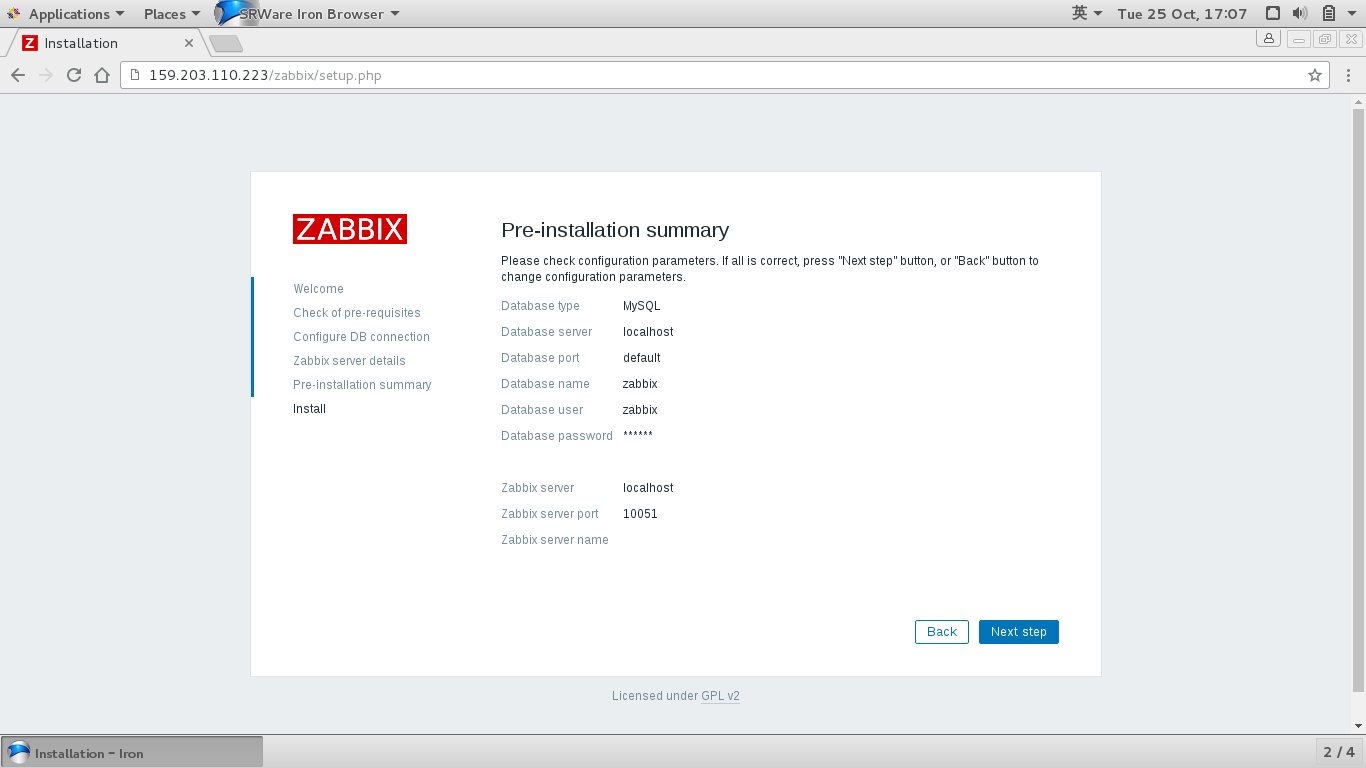 Applications Places SRWare Iron Browser 英 Tue 25 Oct, 17:07
Z Installation
159.203.110.223/zabbix/setup.php
ZABBIX
Welcome
Check of pre-requisites
Configure DB connection
Zabbix server details
Pre-installation summary
Install
Pre-installation summary
Please check configuration parameters. If all is correct, press "Next step" button, or "Back" button to
change configuration parameters.
Database type MySQL
Database server localhost
Database port default
Database name zabbix
Database user zabbix
Database password ******
Zabbix server localhost
Zabbix server port 10051
Zabbix server name
Back Next step
Licensed under GPL v2
Installation - Iron 2 / 4